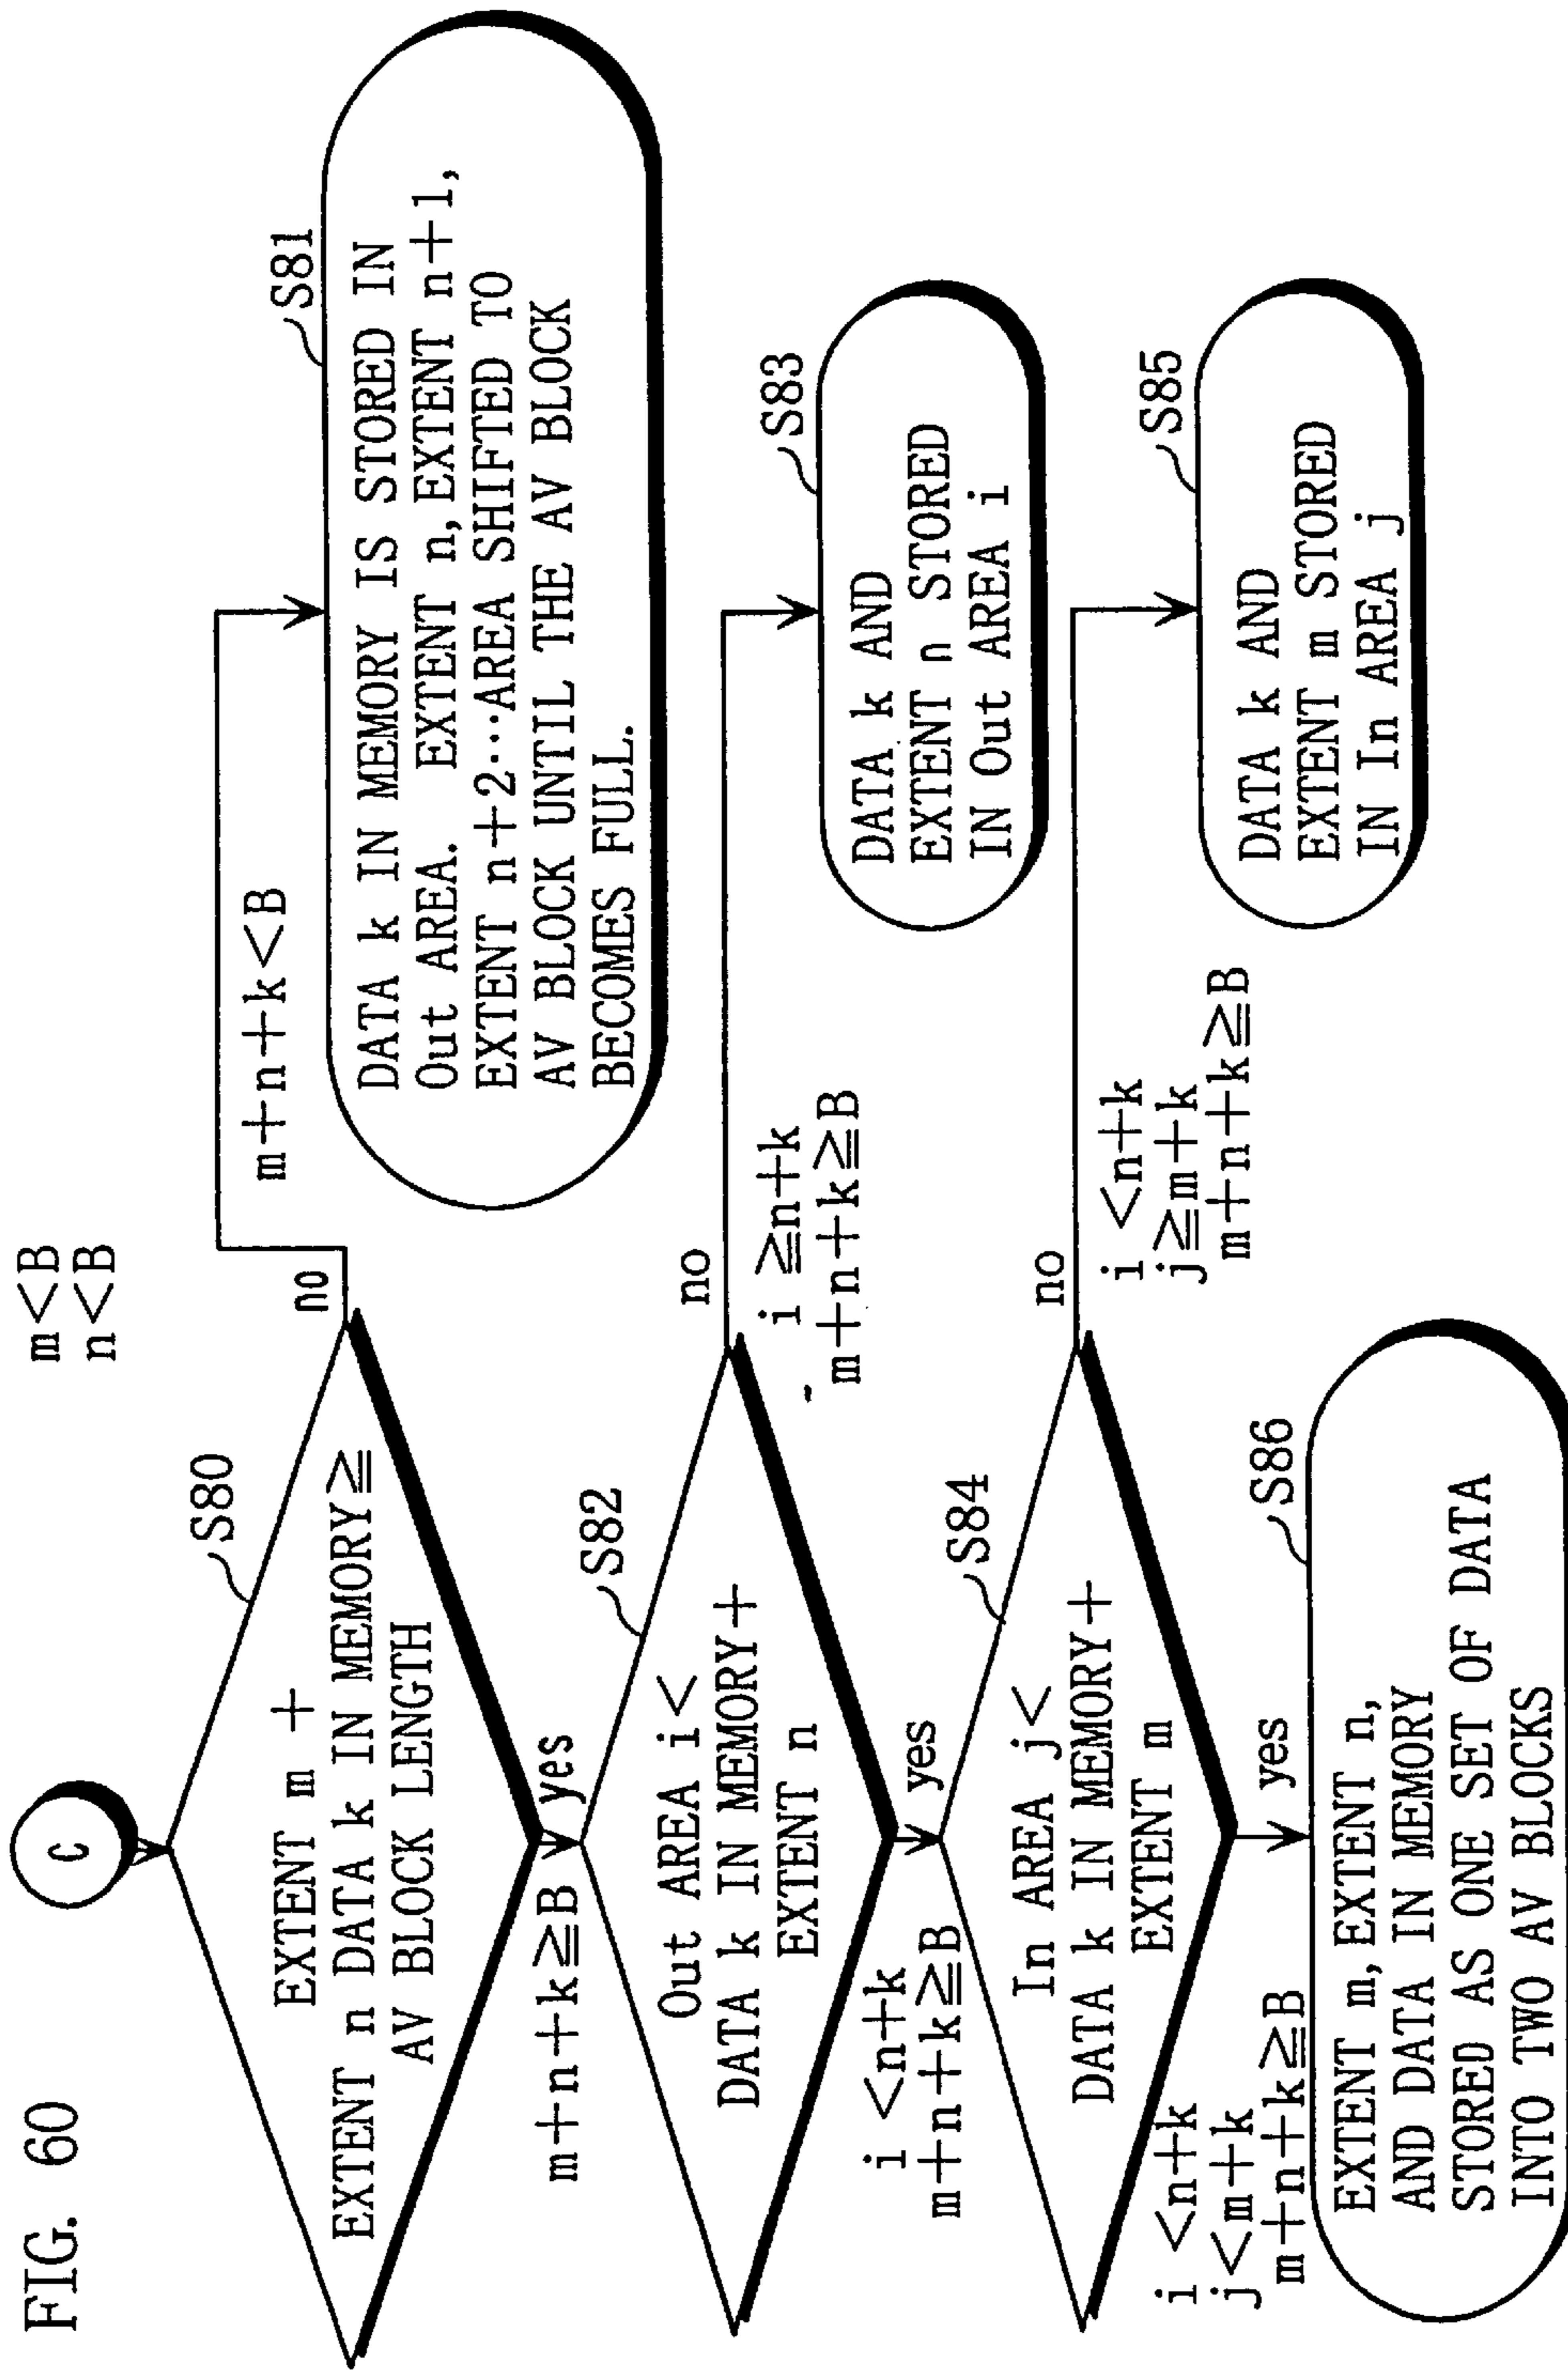 FIG. 60
m<B
n<B
C
S80
EXTENT m +
EXTENT n DATA k IN MEMORY≧
AV BLOCK LENGTH
no
m+n+k<B
S81
DATA k IN MEMORY IS STORED IN
Out AREA. EXTENT n, EXTENT n+1,
EXTENT n+2···AREA SHIFTED TO
AV BLOCK UNTIL THE AV BLOCK
BECOMES FULL.
yes
m+n+k≧B
S82
Out AREA i<
DATA k IN MEMORY+
EXTENT n
no
i ≧n+k
m+n+k≧B
S83
DATA k AND
EXTENT n STORED
IN Out AREA i
yes
i <n+k
m+n+k≧B
S84
In AREA j<
DATA k IN MEMORY+
EXTENT m
no
i <n+k
j≧m+k
m+n+k≧B
S85
DATA k AND
EXTENT m STORED
IN In AREA j
yes
i <n+k
j<m+k
m+n+k≧B
S86
EXTENT m, EXTENT n,
AND DATA IN MEMORY
STORED AS ONE SET OF DATA
INTO TWO AV BLOCKS